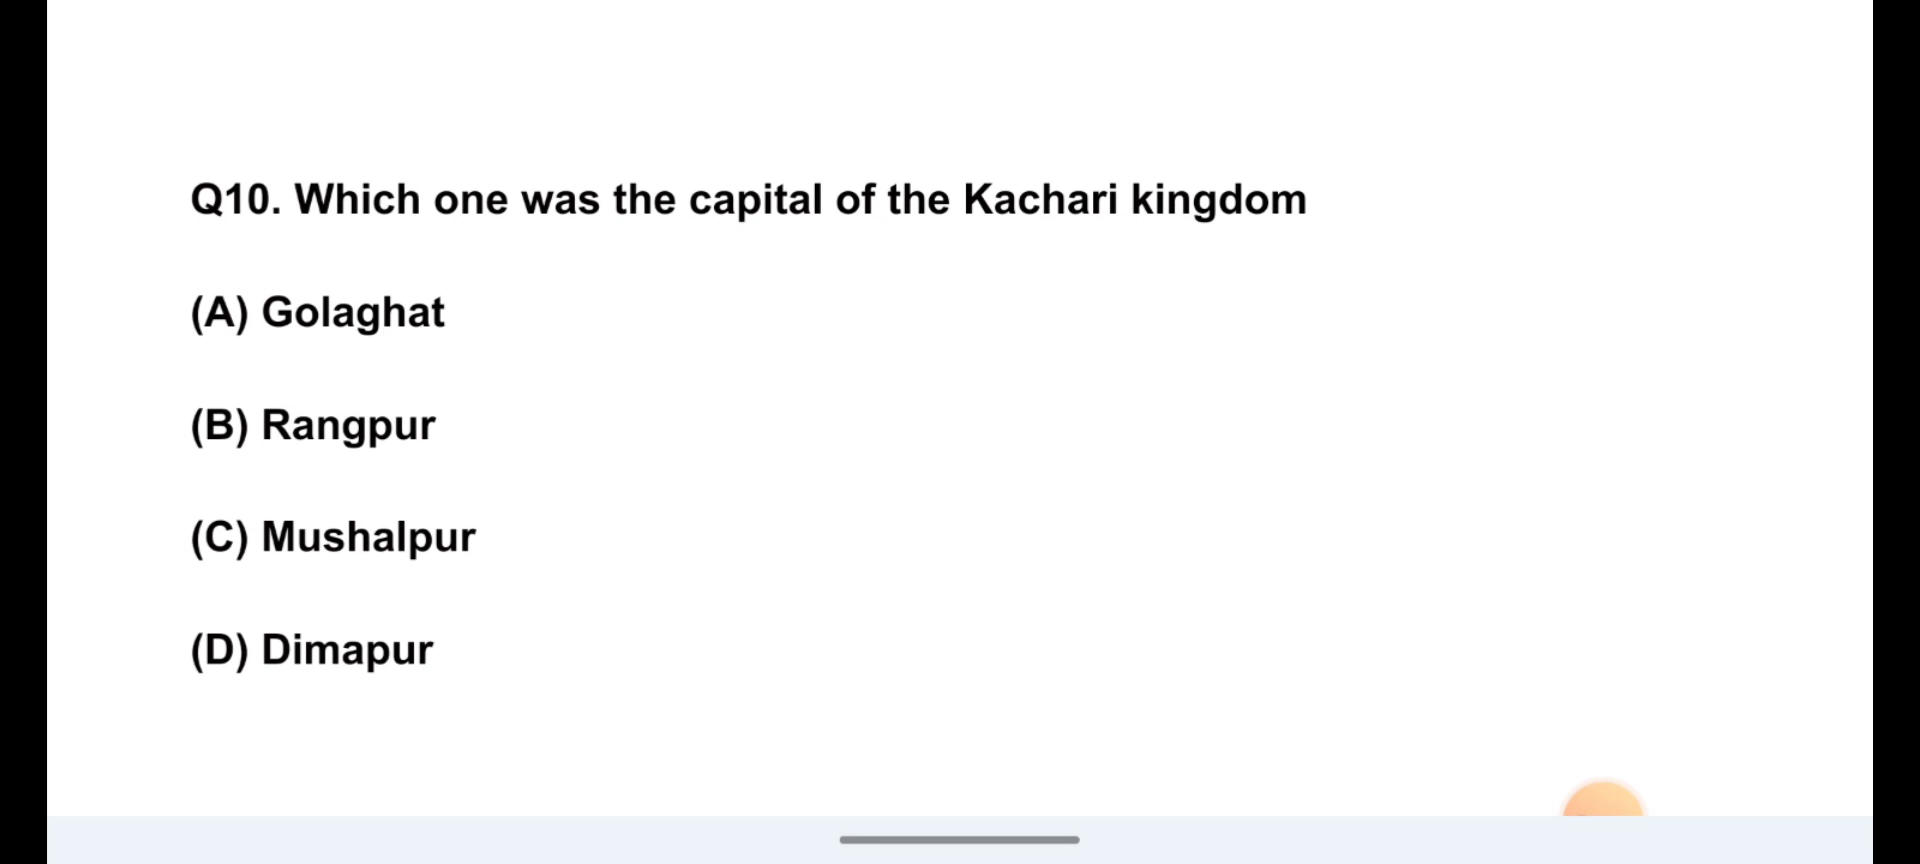 Q10. Which one was the capital of the Kachari kingdom
(A) Golaghat
(B) Rangpur
(C) Mushalpur
(D) Dimapur